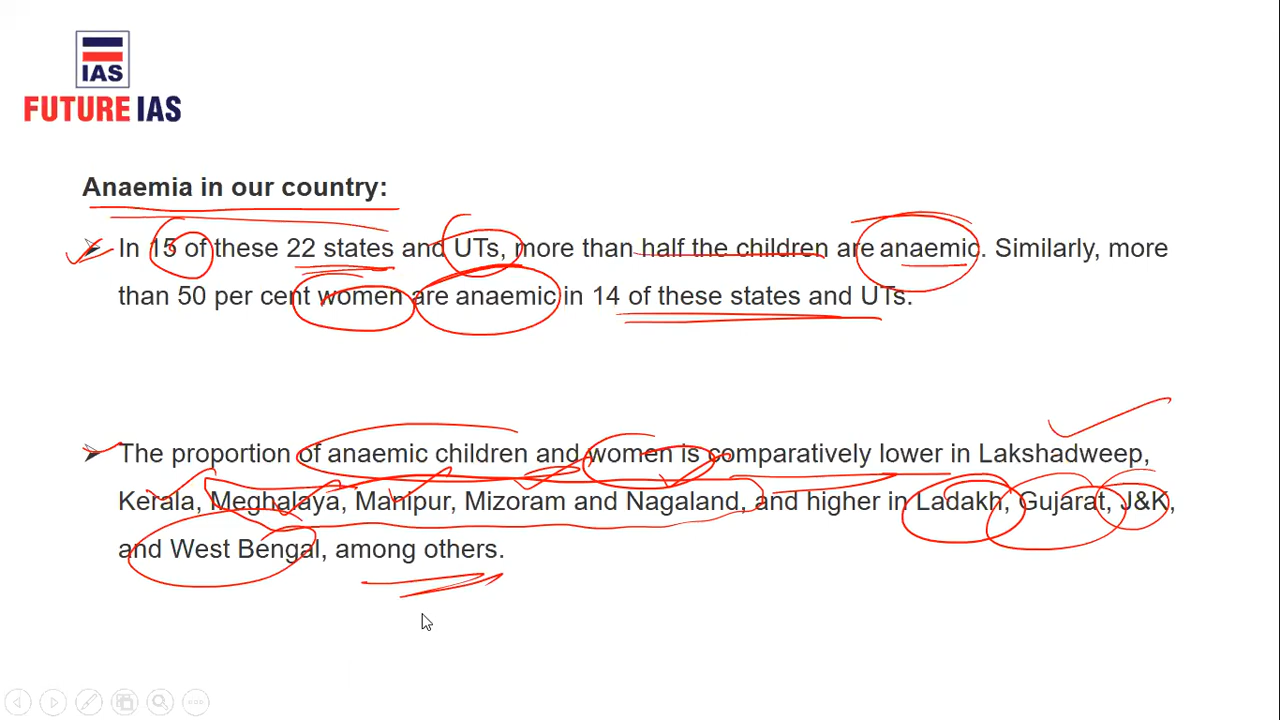 IAS
FUTURE IAS
Anaemia in our country:
In 15 of these 22 states and UTs, more than half the children are anaemic. Similarly, more
than 50 per cent women are anaemic in 14 of these states and UTs.
The proportion of anaemic children and women is comparatively lower in Lakshadweep,
Kerala, Meghalaya, Manipur, Mizoram and Nagaland, and higher in Ladakh, Gujarat, J&K,
and West Bengal, among others.